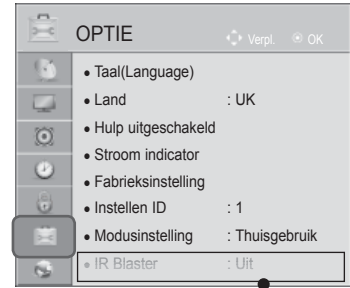 OPTIE
Verpl. OK
• Taal(Language)
• Land : UK
• Hulp uitgeschakeld
• Stroom indicator
• Fabrieksinstelling
• Instellen ID : 1
• Modusinstelling : Thuisgebruik
• IR Blaster : Uit